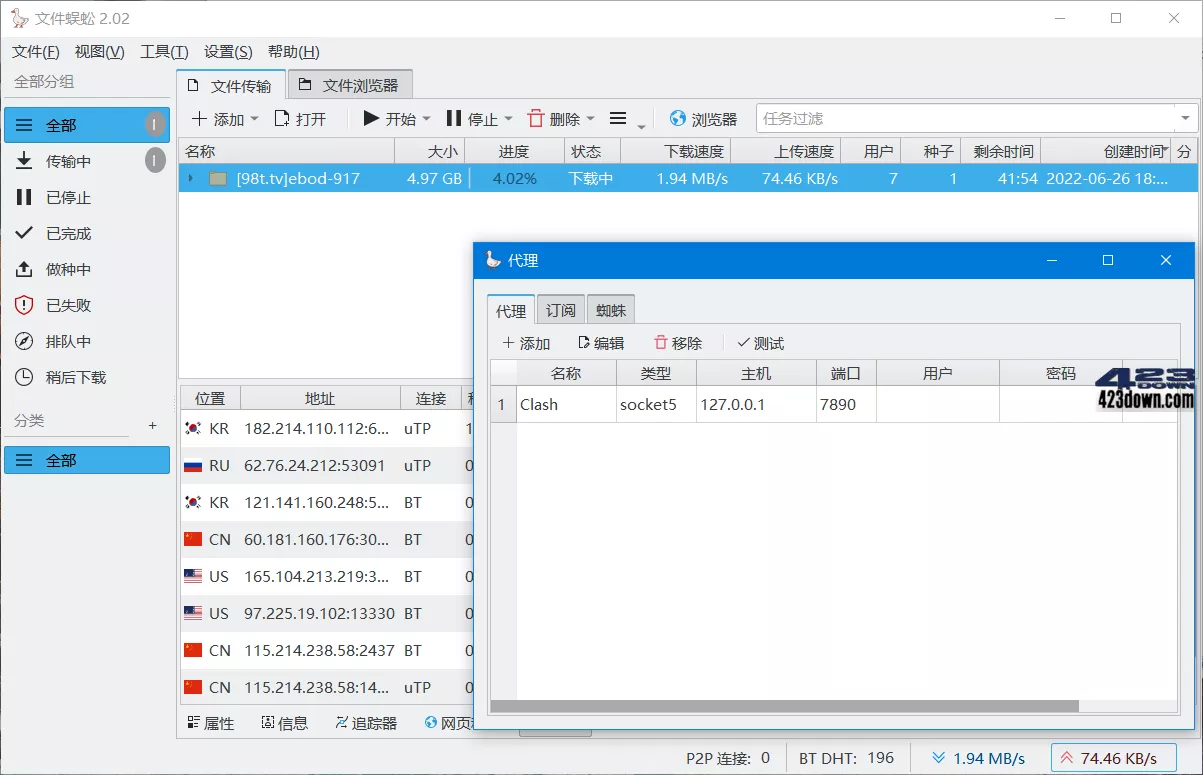 文件蜈蚣 2.02
文件(F) 视图(V) 工具(T) 设置(S) 帮助(H)
全部分组
全部
传输中
已停止
已完成
做种中
已失败
排队中
稍后下载
分类 +
全部
文件传输 文件浏览器
添加 打开 开始 停止 删除 浏览器 任务过滤
名称 大小 进度 状态 下载速度 上传速度 用户 种子 剩余时间 创建时间 分
[98t.tv]ebod-917 4.97 GB 4.02% 下载中 1.94 MB/s 74.46 KB/s 7 1 41:54 2022-06-26 18:...
位置 地址 连接
KR 182.214.110.112:6... uTP 1
RU 62.76.24.212:53091 uTP 0
KR 121.141.160.248:5... BT 0
CN 60.181.160.176:30... BT 0
US 165.104.213.219:3... BT 0
US 97.225.19.102:13330 BT 0
CN 115.214.238.58:2437 BT 0
CN 115.214.238.58:14... uTP 0
属性 信息 追踪器 网页
代理
代理 订阅 蜘蛛
添加 编辑 移除 测试
名称 类型 主机 端口 用户 密码
1 Clash socket5 127.0.0.1 7890
423
DOWN
423down.com
P2P 连接: 0 BT DHT: 196 1.94 MB/s 74.46 KB/s